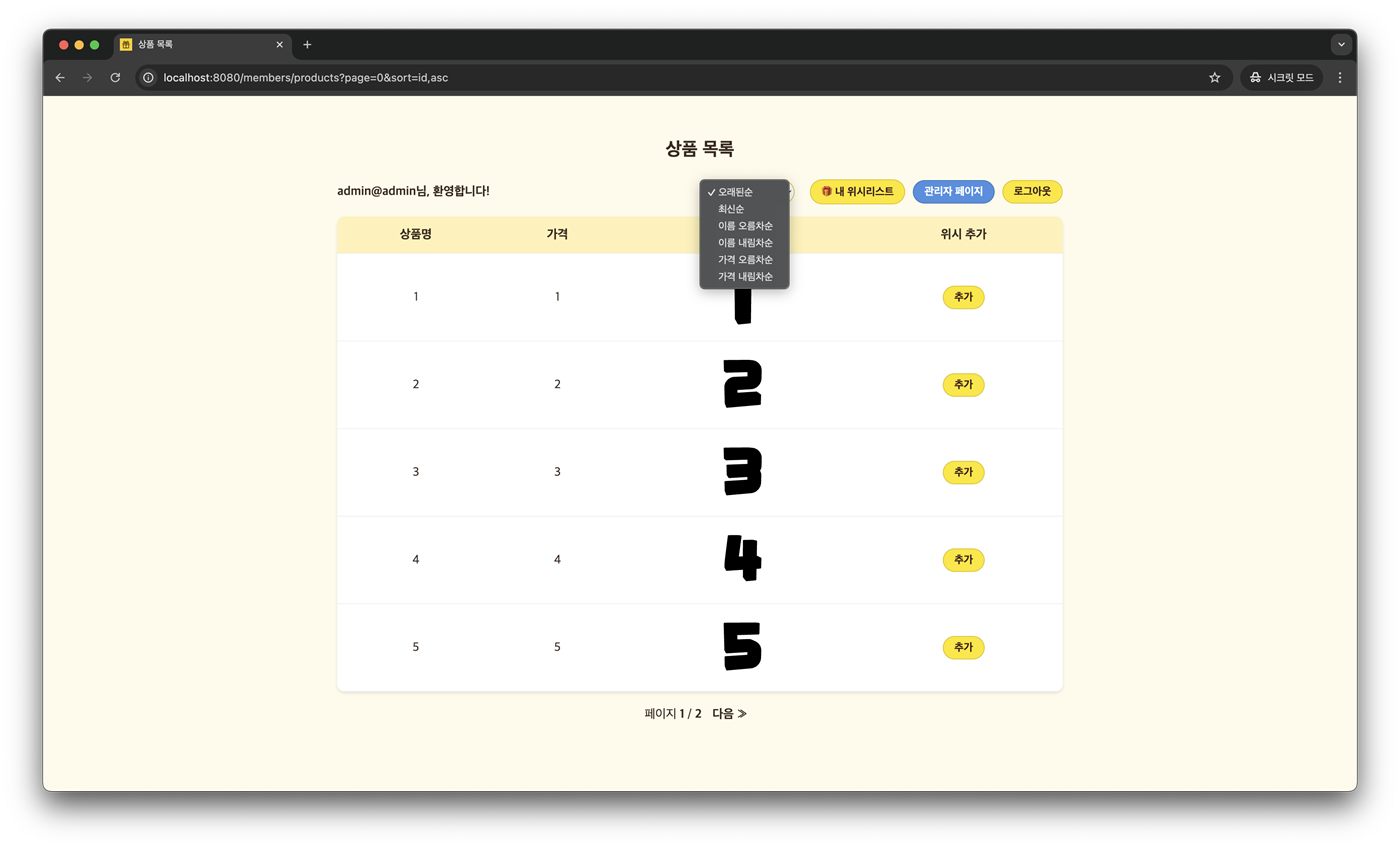 상품 목록
localhost:8080/members/products?page=0&sort=id,asc
시크릿 모드
상품 목록
admin@admin님, 환영합니다!
✓ 오래된순
최신순
이름 오름차순
이름 내림차순
가격 오름차순
가격 내림차순
🎁 내 위시리스트
관리자 페이지
로그아웃
상품명 가격 위시 추가
1 1 1 추가
2 2 2 추가
3 3 3 추가
4 4 4 추가
5 5 5 추가
페이지 1 / 2 다음 ≫